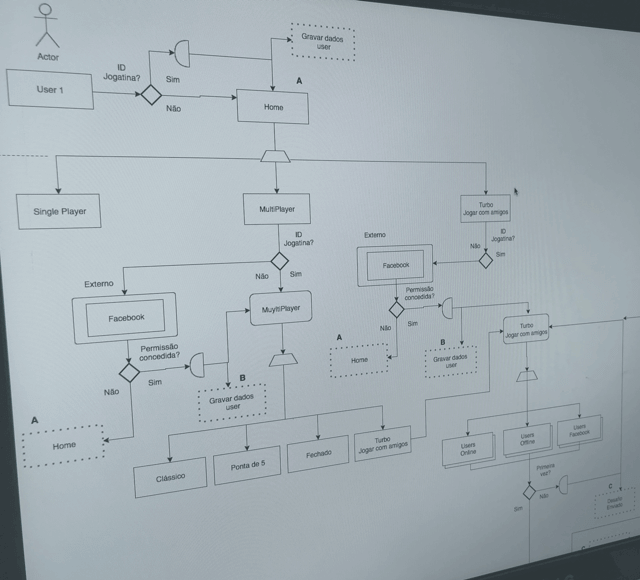 Actor
User 1
ID
Jogatina?
Sim
Não
Gravar dados
user
A
Home
Single Player
MultiPlayer
Turbo
Jogar com amigos
ID
Jogatina?
Não
Sim
Externo
Facebook
Permissão
concedida?
Sim
Não
A
Home
MuyltiPlayer
B
Gravar dados
user
Clássico
Ponta de 5
Fechado
Turbo
Jogar com amigos
ID
Jogatina?
Não
Sim
Externo
Facebook
Permissão
concedida?
Sim
Não
A
Home
B
Gravar dados
user
Turbo
Jogar com amigos
Users
Online
Users
Offline
Users
Facebook
Primeira
vez?
Não
Sim
C
Desafio
Enviado
C